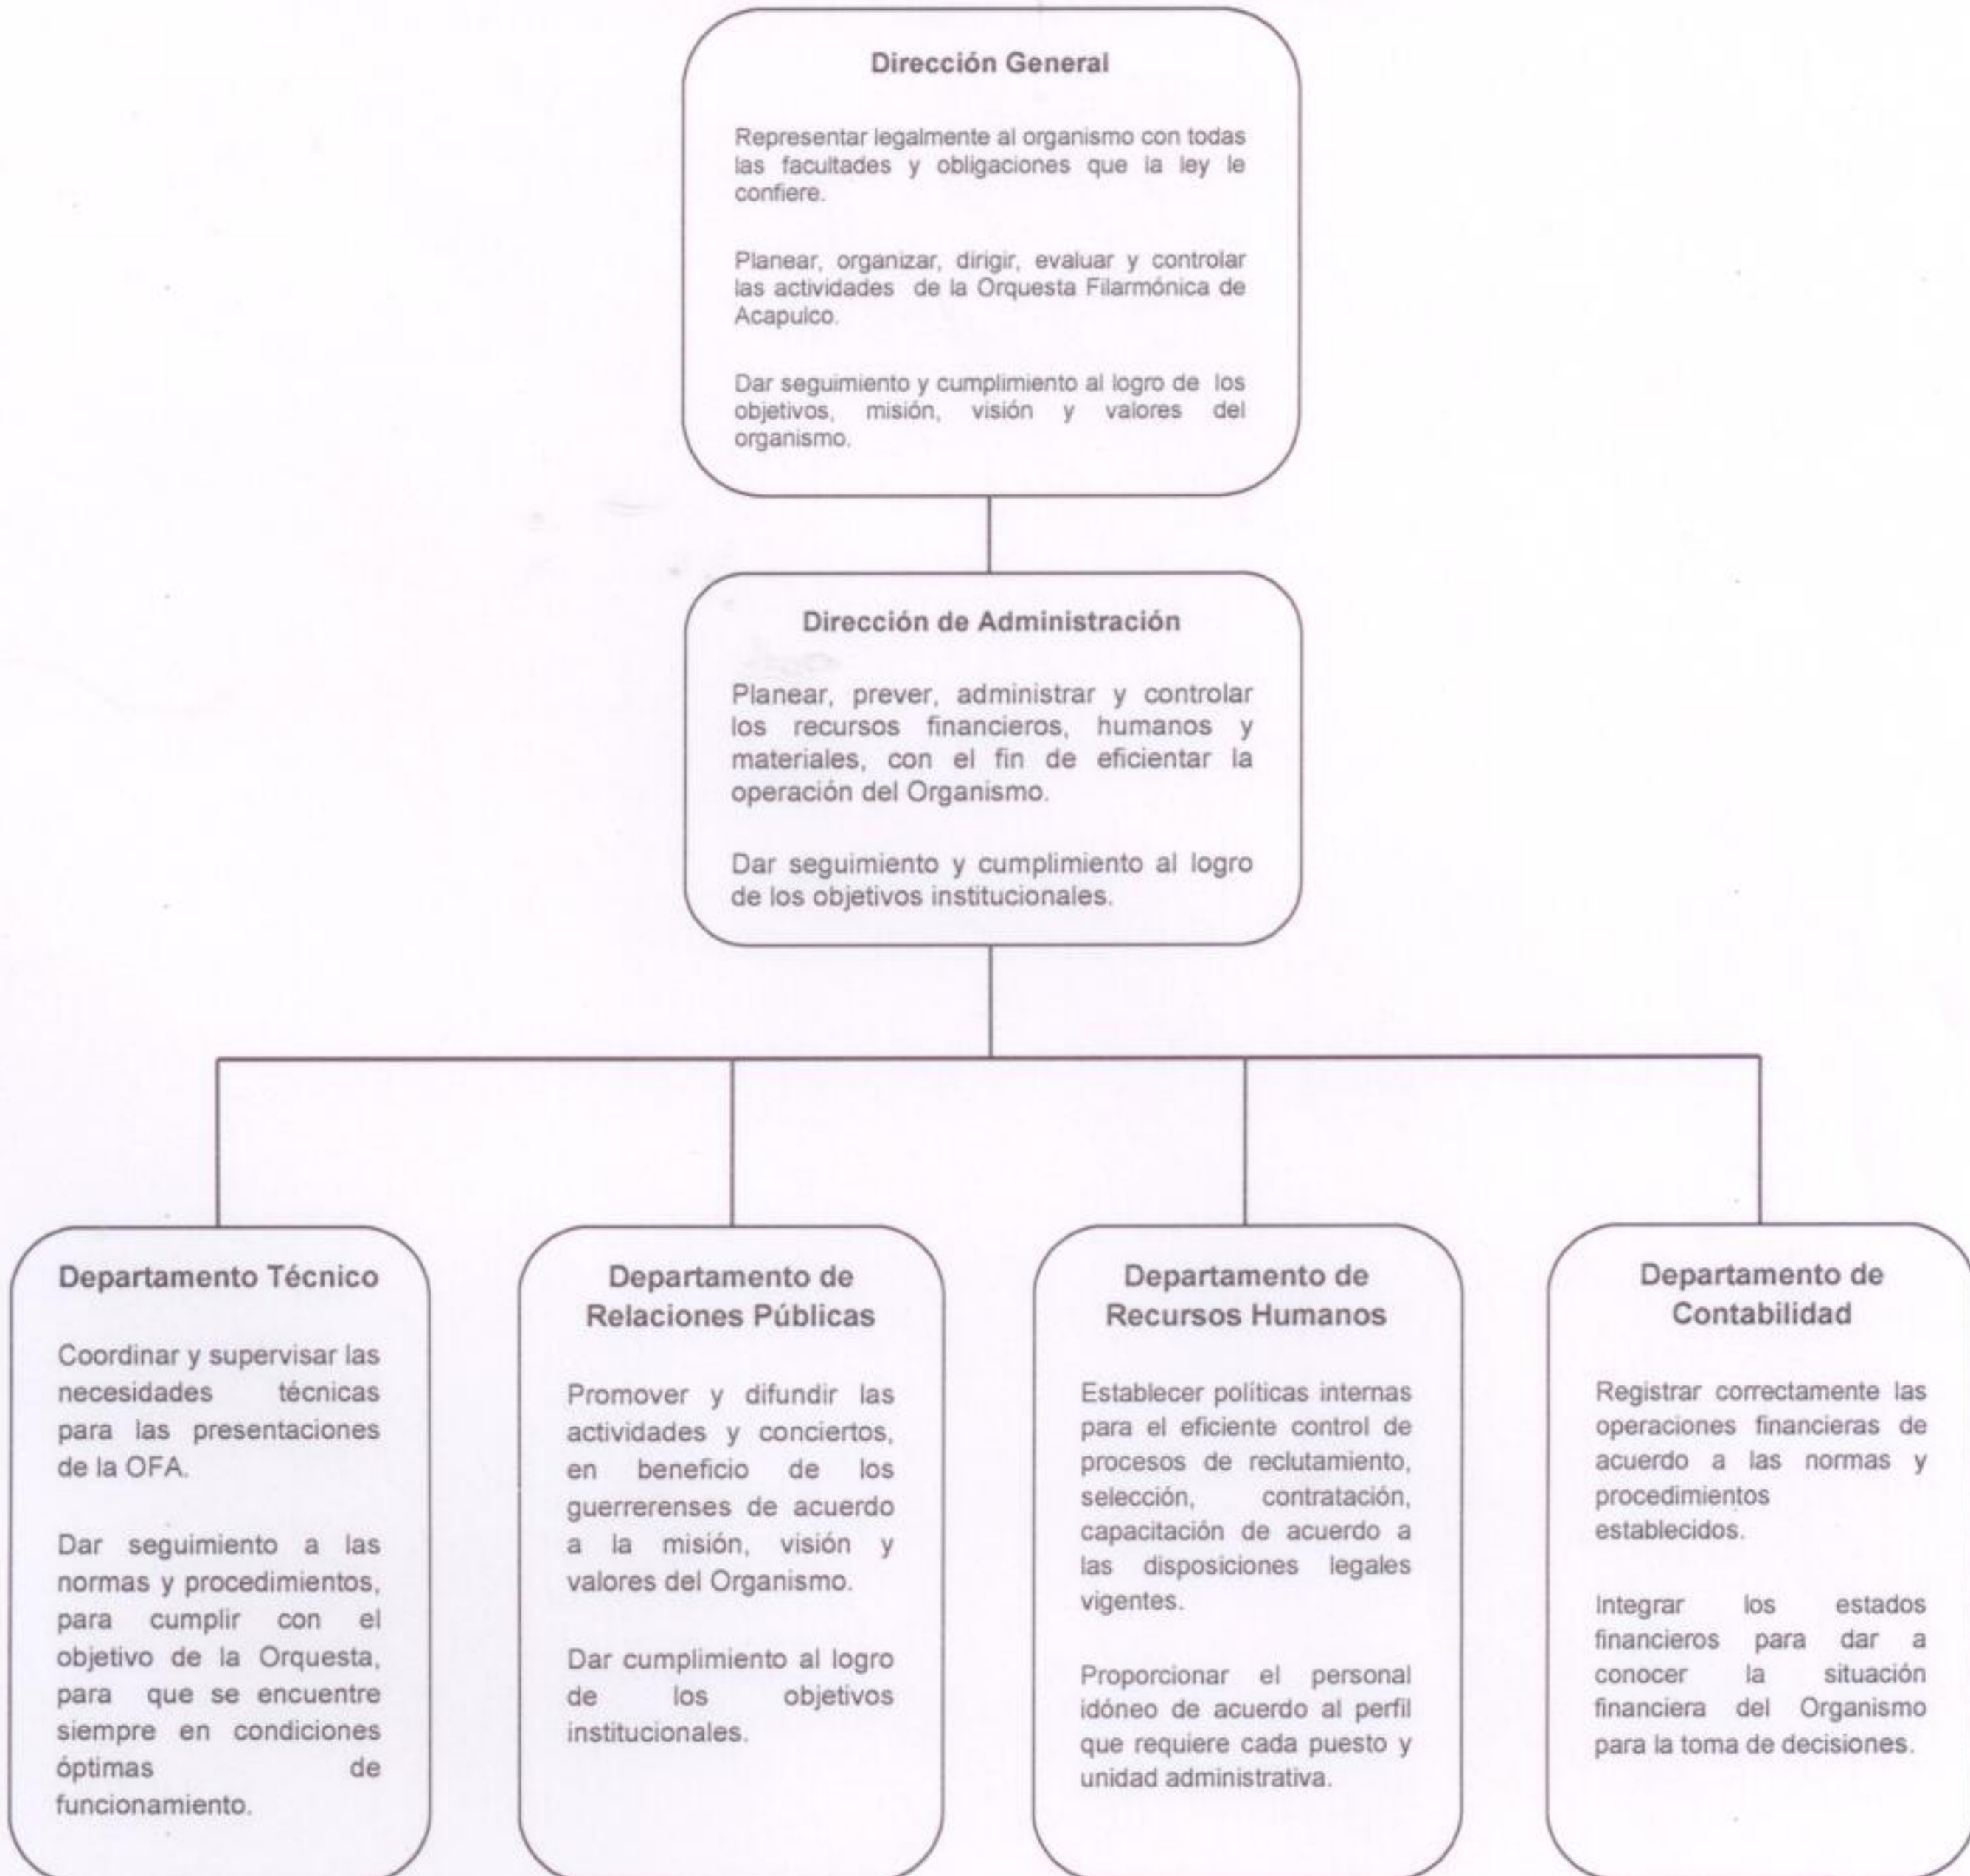 Dirección General
Representar legalmente al organismo con todas
las facultades y obligaciones que la ley le
confiere.
Planear, organizar, dirigir, evaluar y controlar
las actividades de la Orquesta Filarmónica de
Acapulco.
Dar seguimiento y cumplimiento al logro de los
objetivos, misión, visión y valores del
organismo.
Dirección de Administración
Planear, prever, administrar y controlar
los recursos financieros, humanos y
materiales, con el fin de eficientar la
operación del Organismo.
Dar seguimiento y cumplimiento al logro
de los objetivos institucionales.
Departamento Técnico
Coordinar y supervisar las
necesidades técnicas
para las presentaciones
de la OFA.
Dar seguimiento a las
normas y procedimientos,
para cumplir con el
objetivo de la Orquesta,
para que se encuentre
siempre en condiciones
óptimas de
funcionamiento.
Departamento de
Relaciones Públicas
Promover y difundir las
actividades y conciertos,
en beneficio de los
guerrerenses de acuerdo
a la misión, visión y
valores del Organismo.
Dar cumplimiento al logro
de los objetivos
institucionales.
Departamento de
Recursos Humanos
Establecer políticas internas
para el eficiente control de
procesos de reclutamiento,
selección, contratación,
capacitación de acuerdo a
las disposiciones legales
vigentes.
Proporcionar el personal
idóneo de acuerdo al perfil
que requiere cada puesto y
unidad administrativa.
Departamento de
Contabilidad
Registrar correctamente las
operaciones financieras de
acuerdo a las normas y
procedimientos
establecidos.
Integrar los estados
financieros para dar a
conocer la situación
financiera del Organismo
para la toma de decisiones.